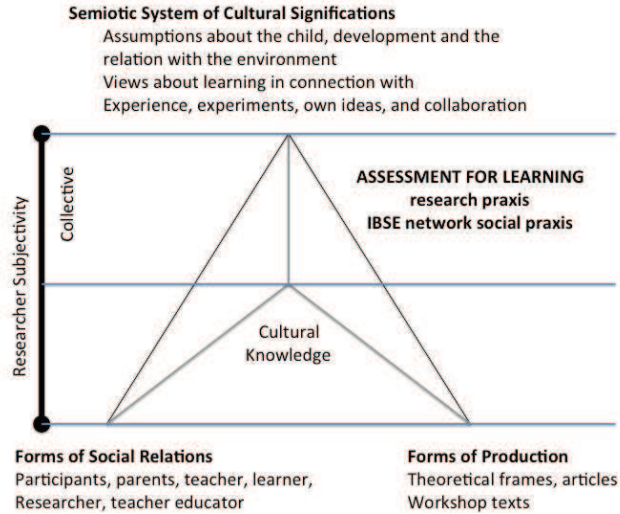 Semiotic System of Cultural Significations
Assumptions about the child, development and the
relation with the environment
Views about learning in connection with
Experience, experiments, own ideas, and collaboration
Researcher Subjectivity
Collective
ASSESSMENT FOR LEARNING
research praxis
IBSE network social praxis
Cultural
Knowledge
Forms of Social Relations
Participants, parents, teacher, learner,
Researcher, teacher educator
Forms of Production
Theoretical frames, articles
Workshop texts